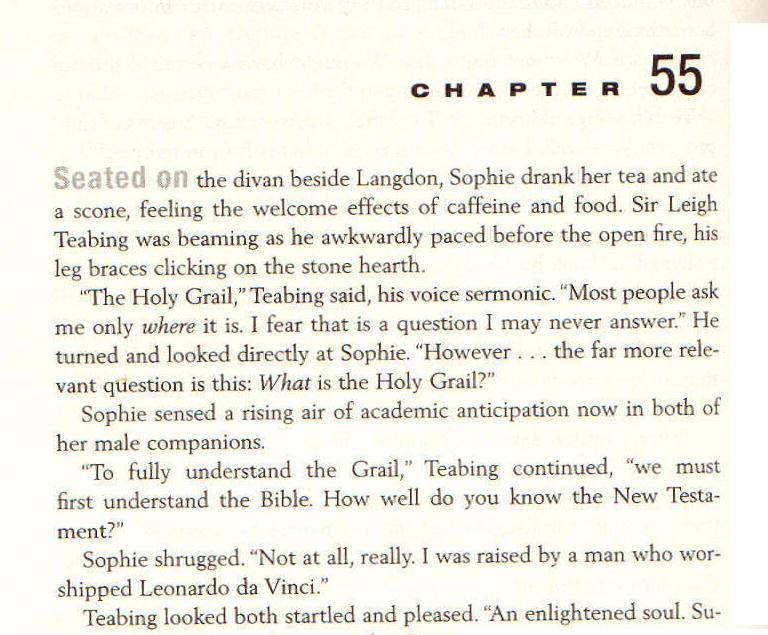 CHAPTER 55
Seated on the divan beside Langdon, Sophie drank her tea and ate
a scone, feeling the welcome effects of caffeine and food. Sir Leigh
Teabing was beaming as he awkwardly paced before the open fire, his
leg braces clicking on the stone hearth.
“The Holy Grail,” Teabing said, his voice sermonic. “Most people ask
me only where it is. I fear that is a question I may never answer.” He
turned and looked directly at Sophie. “However . . . the far more rele-
vant question is this: What is the Holy Grail?”
Sophie sensed a rising air of academic anticipation now in both of
her male companions.
“To fully understand the Grail,” Teabing continued, “we must
first understand the Bible. How well do you know the New Testa-
ment?”
Sophie shrugged. “Not at all, really. I was raised by a man who wor-
shipped Leonardo da Vinci.”
Teabing looked both startled and pleased. “An enlightened soul. Su-